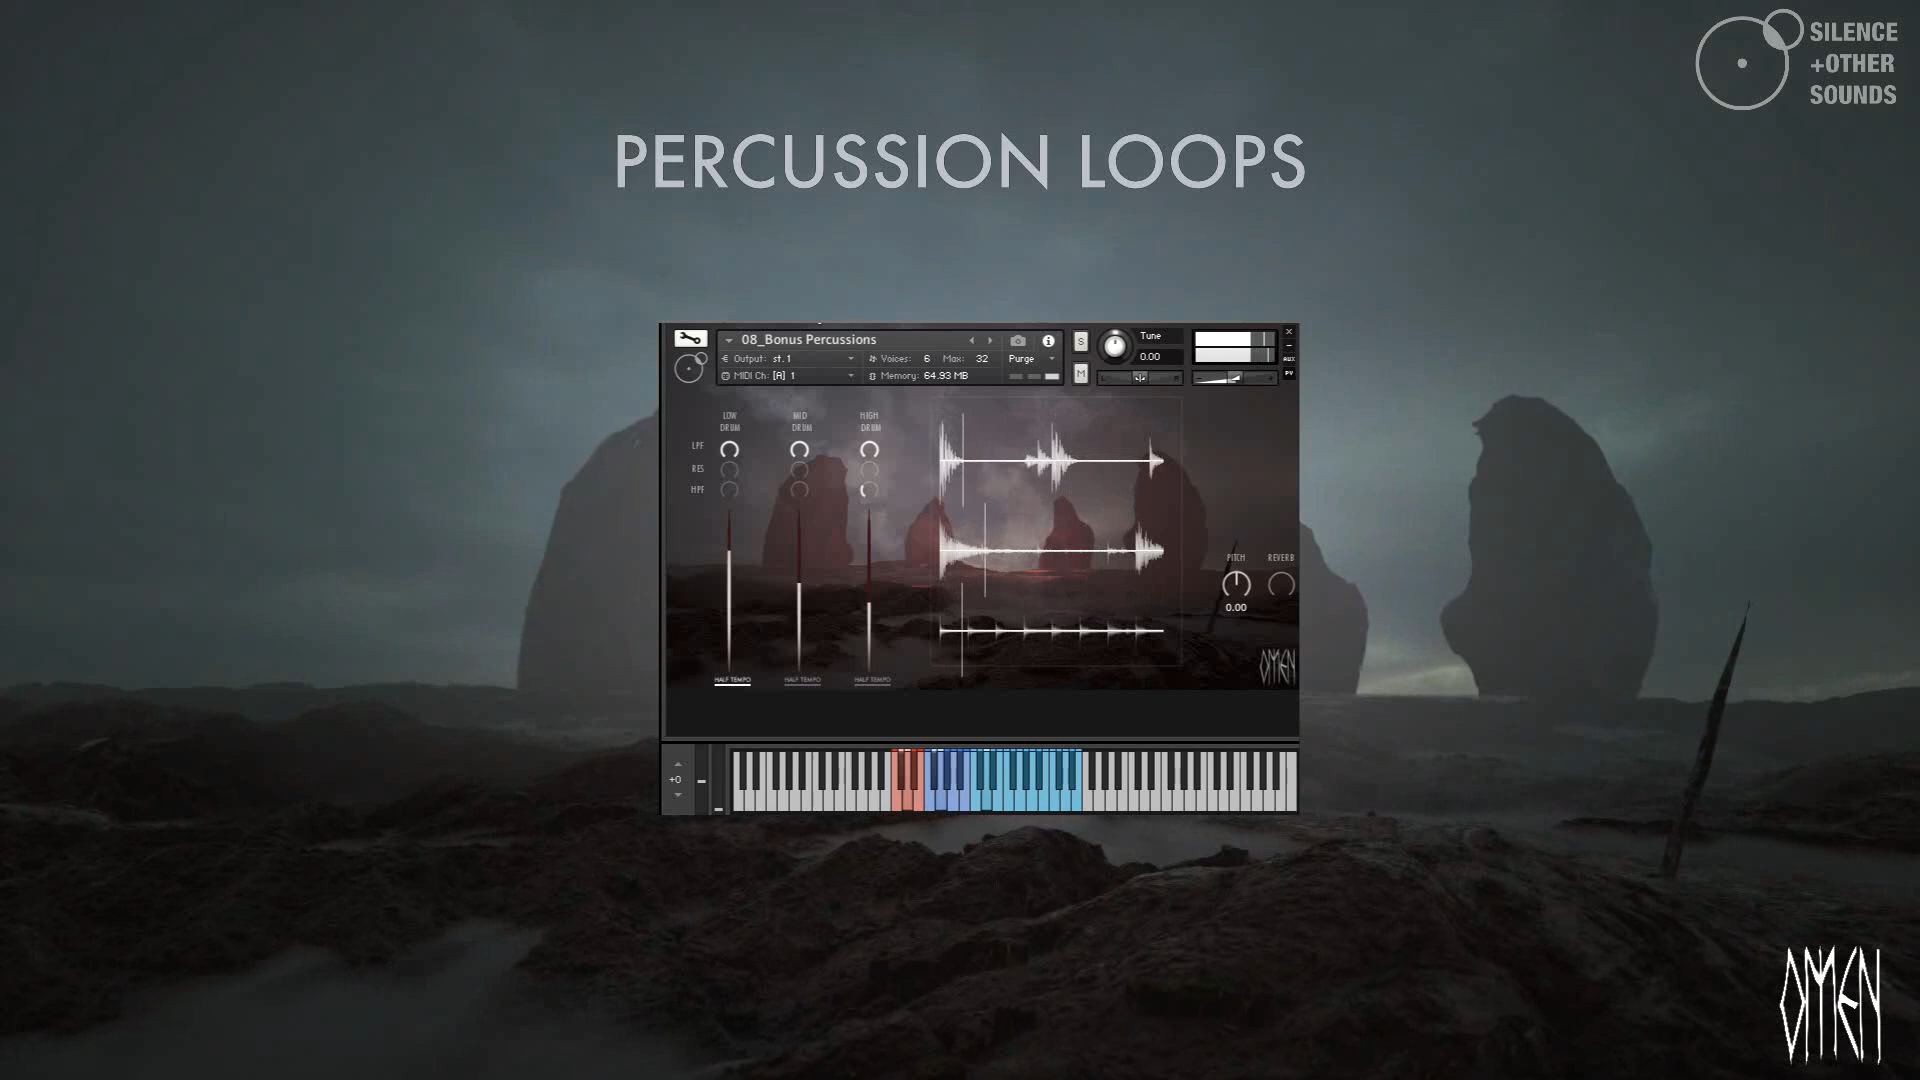 SILENCE
+OTHER
SOUNDS
PERCUSSION LOOPS
08_Bonus Percussions
Output: st.1
Voices: 6 Max: 32 Purge
MIDI Ch: [A] 1
Memory: 64.93 MB
S
M
Tune
0.00
L R
AUX
PV
LOW DRUM
MID DRUM
HIGH DRUM
LPF
RES
HPF
HALF TEMPO
HALF TEMPO
HALF TEMPO
PITCH
REVERB
0.00
OMEN
+0
OMEN